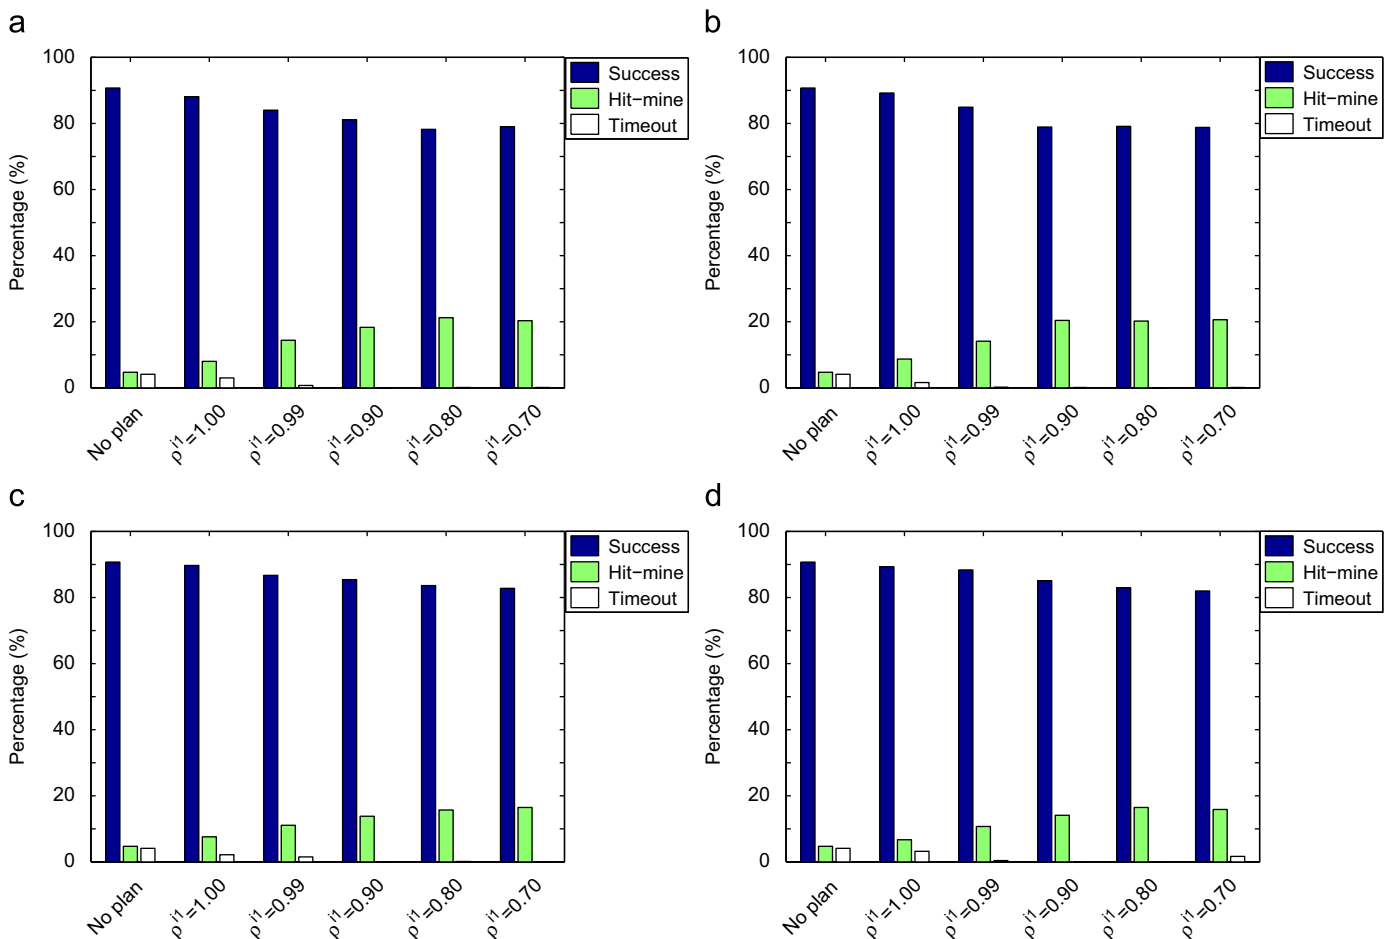 a
100
80
60
40
20
0
Percentage (%)
Success
Hit−mine
Timeout
No plan
ρ^i1=1.00
ρ^i1=0.99
ρ^i1=0.90
ρ^i1=0.80
ρ^i1=0.70
b
100
80
60
40
20
0
Percentage (%)
Success
Hit−mine
Timeout
No plan
ρ^i1=1.00
ρ^i1=0.99
ρ^i1=0.90
ρ^i1=0.80
ρ^i1=0.70
c
100
80
60
40
20
0
Percentage (%)
Success
Hit−mine
Timeout
No plan
ρ^i1=1.00
ρ^i1=0.99
ρ^i1=0.90
ρ^i1=0.80
ρ^i1=0.70
d
100
80
60
40
20
0
Percentage (%)
Success
Hit−mine
Timeout
No plan
ρ^i1=1.00
ρ^i1=0.99
ρ^i1=0.90
ρ^i1=0.80
ρ^i1=0.70